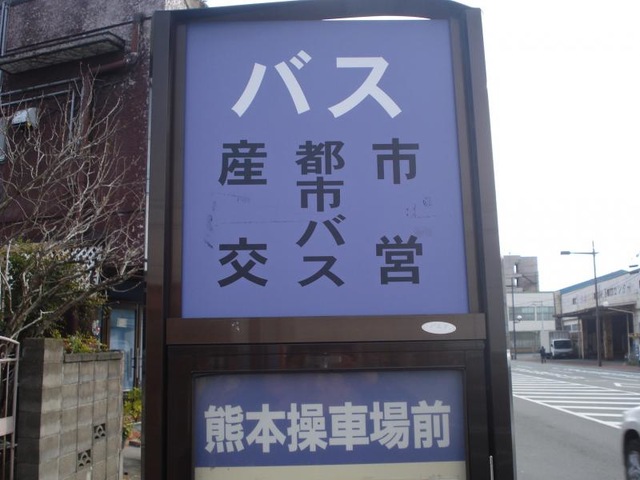 バス
市営
都市バス
産交
熊本操車場前